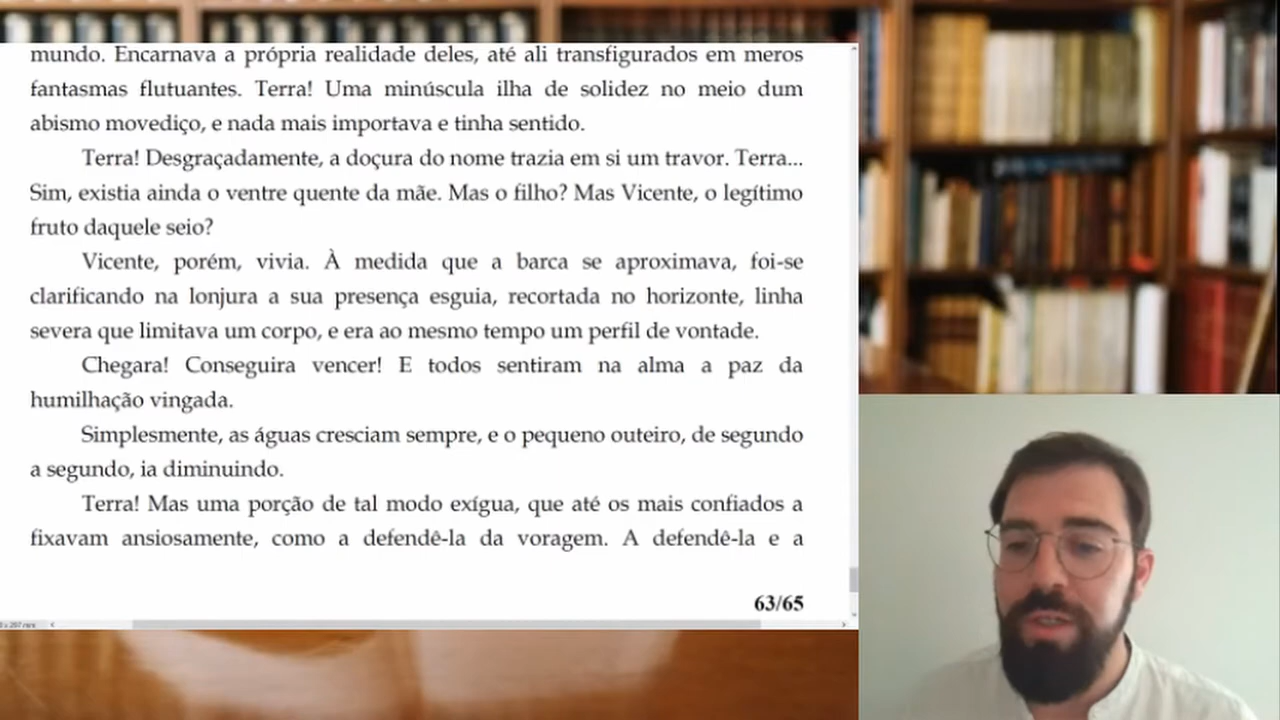 mundo. Encarnava a própria realidade deles, até ali transfigurados em meros
fantasmas flutuantes. Terra! Uma minúscula ilha de solidez no meio dum
abismo movediço, e nada mais importava e tinha sentido.
Terra! Desgraçadamente, a doçura do nome trazia em si um travor. Terra...
Sim, existia ainda o ventre quente da mãe. Mas o filho? Mas Vicente, o legítimo
fruto daquele seio?
Vicente, porém, vivia. À medida que a barca se aproximava, foi-se
clarificando na lonjura a sua presença esguia, recortada no horizonte, linha
severa que limitava um corpo, e era ao mesmo tempo um perfil de vontade.
Chegara! Conseguira vencer! E todos sentiram na alma a paz da
humilhação vingada.
Simplesmente, as águas cresciam sempre, e o pequeno outeiro, de segundo
a segundo, ia diminuindo.
Terra! Mas uma porção de tal modo exígua, que até os mais confiados a
fixavam ansiosamente, como a defendê-la da voragem. A defendê-la e a
63/65